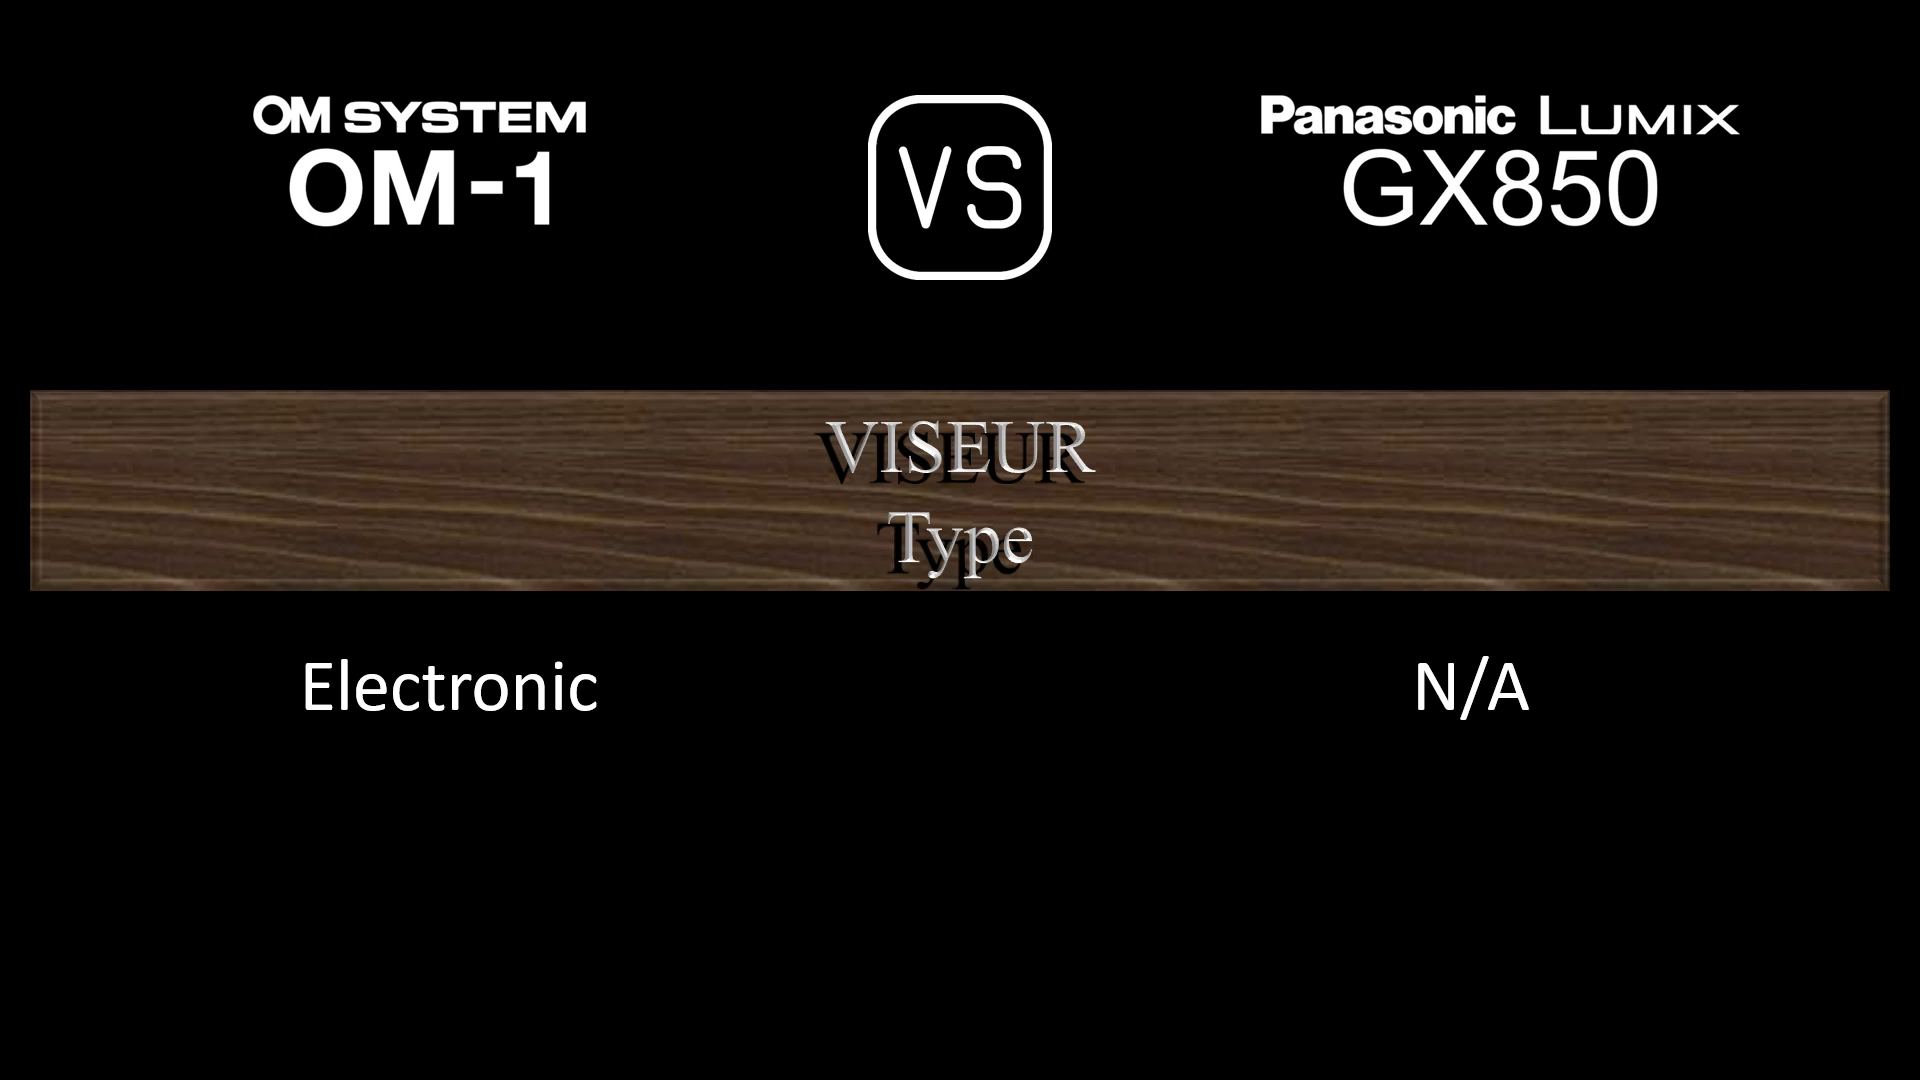 OM SYSTEM
OM-1
VS
Panasonic LUMIX
GX850
VISEUR
Type
Electronic
N/A